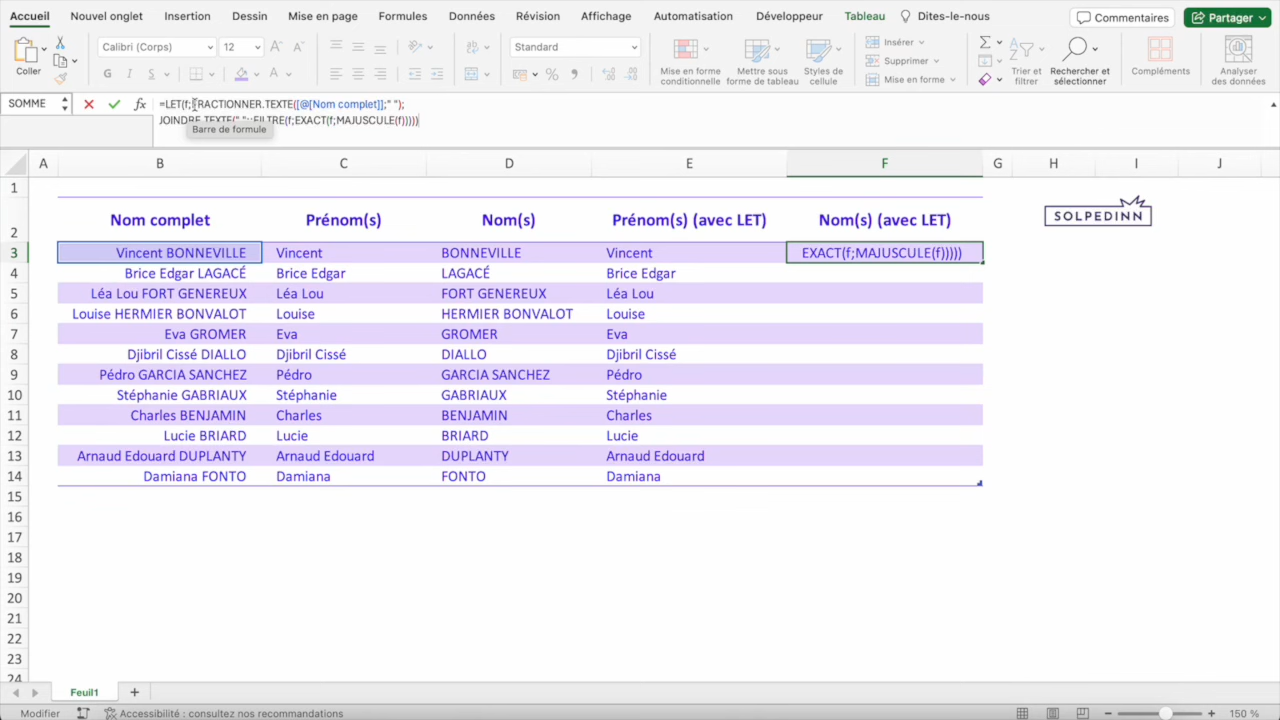 Accueil Nouvel onglet Insertion Dessin Mise en page Formules Données Révision Affichage Automatisation Développeur Tableau Dites-le-nous Commentaires Partager
Coller Calibri (Corps) 12 Standard Mise en forme conditionnelle Mettre sous forme de tableau Styles de cellule Insérer Supprimer Mise en forme Trier et filtrer Rechercher et sélectionner Compléments Analyser des données
G I S
SOMME fx =LET(f;FRACTIONNER.TEXTE([@[Nom complet]];" ");
JOINDRE.TEXTE(" ";;FILTRE(f;EXACT(f;MAJUSCULE(f)))))
Barre de formule
A B C D E F G H I J
1
2 Nom complet Prénom(s) Nom(s) Prénom(s) (avec LET) Nom(s) (avec LET) SOLPEDINN
3 Vincent BONNEVILLE Vincent BONNEVILLE Vincent EXACT(f;MAJUSCULE(f)))))
4 Brice Edgar LAGACÉ Brice Edgar LAGACÉ Brice Edgar
5 Léa Lou FORT GENEREUX Léa Lou FORT GENEREUX Léa Lou
6 Louise HERMIER BONVALOT Louise HERMIER BONVALOT Louise
7 Eva GROMER Eva GROMER Eva
8 Djibril Cissé DIALLO Djibril Cissé DIALLO Djibril Cissé
9 Pédro GARCIA SANCHEZ Pédro GARCIA SANCHEZ Pédro
10 Stéphanie GABRIAUX Stéphanie GABRIAUX Stéphanie
11 Charles BENJAMIN Charles BENJAMIN Charles
12 Lucie BRIARD Lucie BRIARD Lucie
13 Arnaud Edouard DUPLANTY Arnaud Edouard DUPLANTY Arnaud Edouard
14 Damiana FONTO Damiana FONTO Damiana
15
16
17
18
19
20
21
22
23
24
Feuil1
Modifier Accessibilité : consultez nos recommandations 150 %